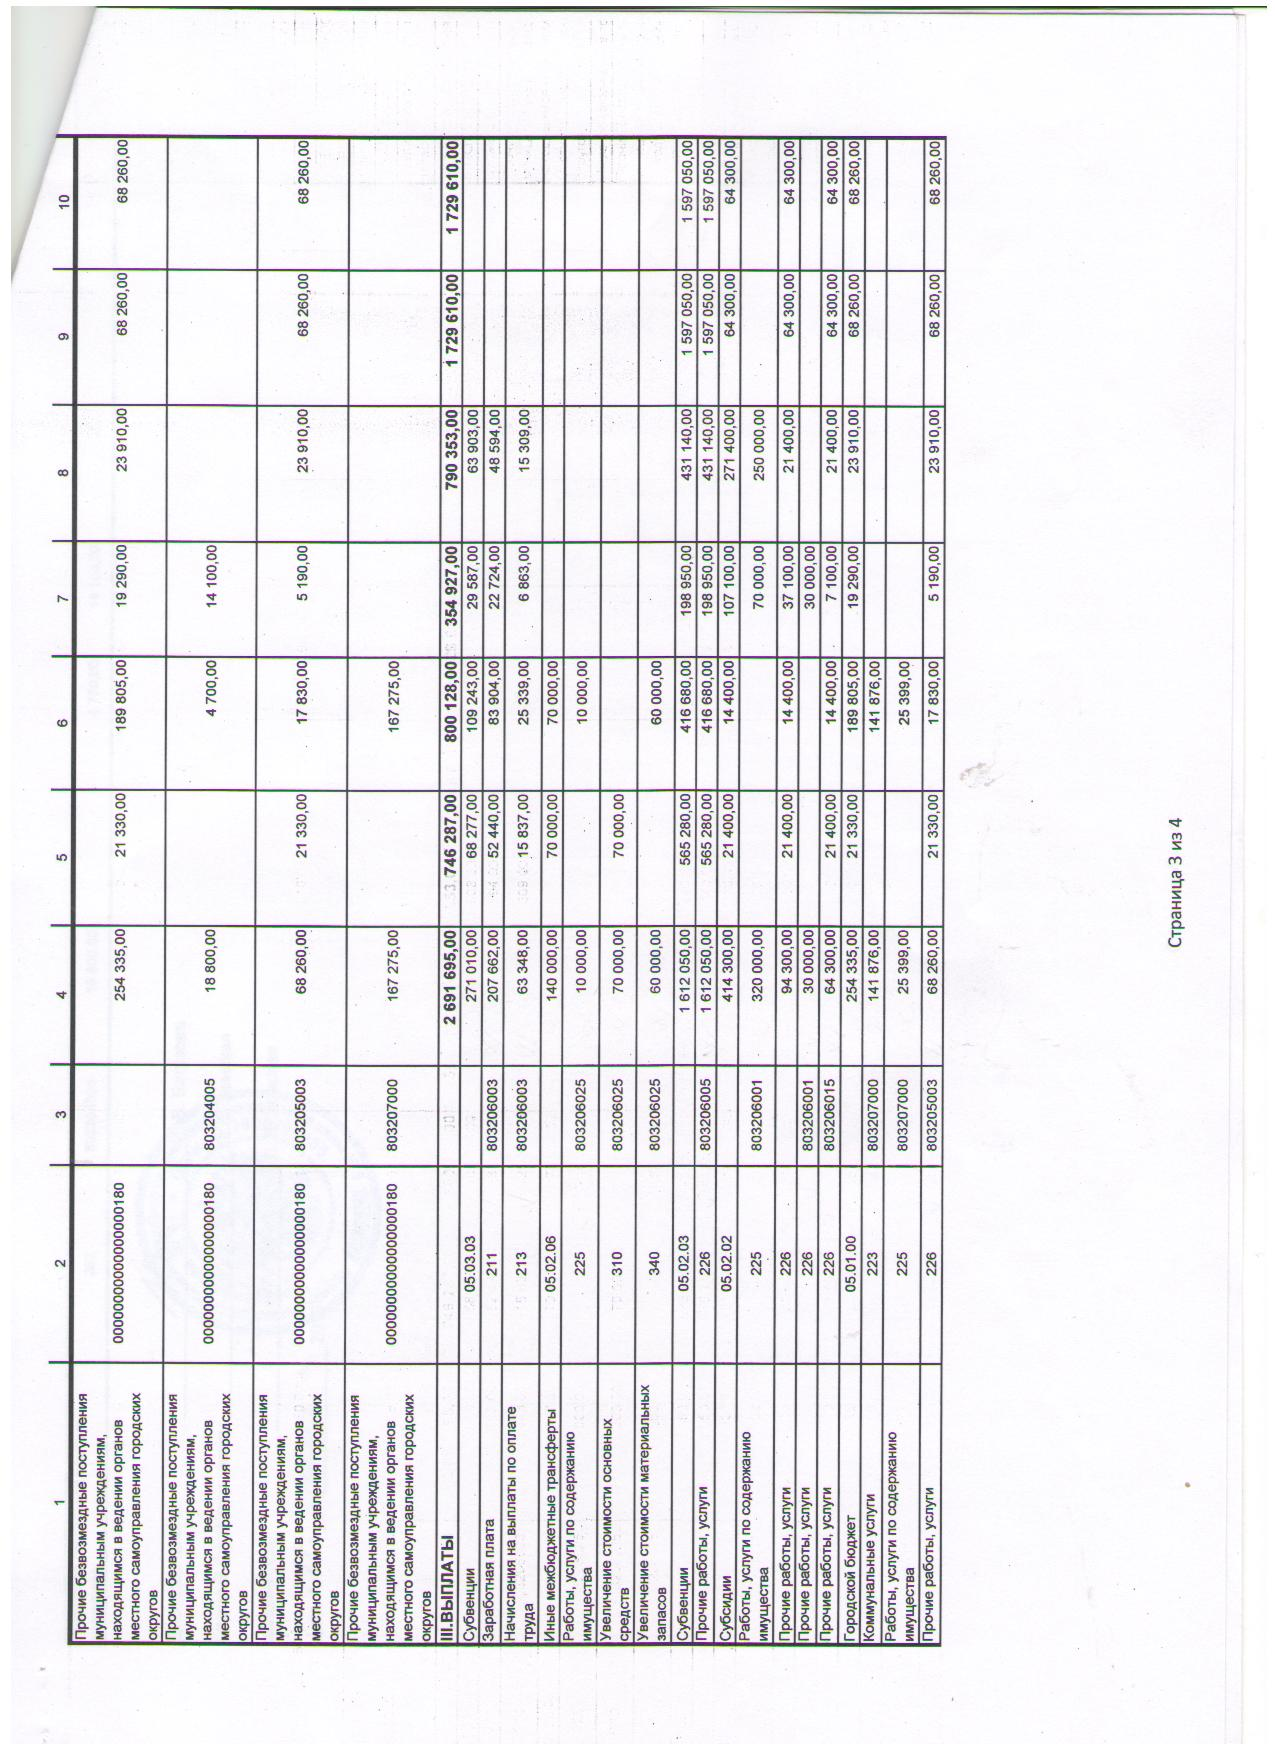 1 2 3 4 5 6 7 8 9 10
Прочие безвозмездные поступления
муниципальным учреждениям,
находящимся в ведении органов 00000000000000000180 254 335,00 21 330,00 189 805,00 19 290,00 23 910,00 68 260,00 68 260,00
местного самоуправления городских
округов
Прочие безвозмездные поступления
муниципальным учреждениям,
находящимся в ведении органов 00000000000000000180 803204005 18 800,00 4 700,00 14 100,00
местного самоуправления городских
округов
Прочие безвозмездные поступления
муниципальным учреждениям,
находящимся в ведении органов 00000000000000000180 803205003 68 260,00 21 330,00 17 830,00 5 190,00 23 910,00 68 260,00 68 260,00
местного самоуправления городских
округов
Прочие безвозмездные поступления
муниципальным учреждениям,
находящимся в ведении органов 00000000000000000180 803207000 167 275,00 167 275,00
местного самоуправления городских
округов
III.ВЫПЛАТЫ 2 691 695,00 746 287,00 800 128,00 354 927,00 790 353,00 1 729 610,00 1 729 610,00
Субвенции 05.03.03 271 010,00 68 277,00 109 243,00 29 587,00 63 903,00
Заработная плата 211 803206003 207 662,00 52 440,00 83 904,00 22 724,00 48 594,00
Начисления на выплаты по оплате
труда 213 803206003 63 348,00 15 837,00 25 339,00 6 863,00 15 309,00
Иные межбюджетные трансферты 05.02.06 140 000,00 70 000,00 70 000,00
Работы, услуги по содержанию
имущества 225 803206025 10 000,00 10 000,00
Увеличение стоимости основных
средств 310 803206025 70 000,00 70 000,00
Увеличение стоимости материальных
запасов 340 803206025 60 000,00 60 000,00
Субвенции 05.02.03 1 612 050,00 565 280,00 416 680,00 198 950,00 431 140,00 1 597 050,00 1 597 050,00
Прочие работы, услуги 226 803206005 1 612 050,00 565 280,00 416 680,00 198 950,00 431 140,00 1 597 050,00 1 597 050,00
Субсидии 05.02.02 414 300,00 21 400,00 14 400,00 107 100,00 271 400,00 64 300,00 64 300,00
Работы, услуги по содержанию
имущества 225 803206001 320 000,00 70 000,00 250 000,00
Прочие работы, услуги 226 94 300,00 21 400,00 14 400,00 37 100,00 21 400,00 64 300,00 64 300,00
Прочие работы, услуги 226 803206001 30 000,00 30 000,00
Прочие работы, услуги 226 803206015 64 300,00 21 400,00 14 400,00 7 100,00 21 400,00 64 300,00 64 300,00
Городской бюджет 05.01.00 254 335,00 21 330,00 189 805,00 19 290,00 23 910,00 68 260,00 68 260,00
Коммунальные услуги 223 803207000 141 876,00 141 876,00
Работы, услуги по содержанию
имущества 225 803207000 25 399,00 25 399,00
Прочие работы, услуги 226 803205003 68 260,00 21 330,00 17 830,00 5 190,00 23 910,00 68 260,00 68 260,00
Страница 3 из 4